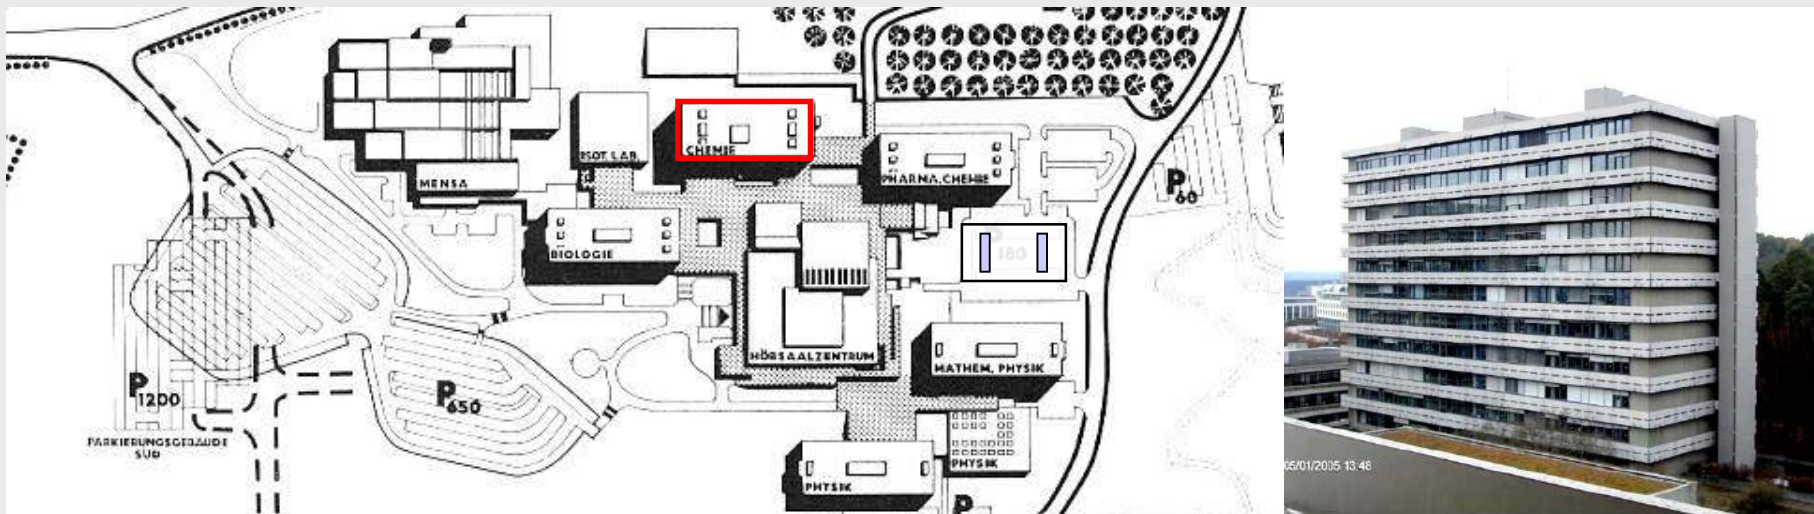 CHEMIE
ISOT. LAB.
MENSA
PHARMA.CHEMIE
P
60
BIOLOGIE
180
HÖRSAALZENTRUM
MATHEM. PHYSIK
P
1200
P
650
PARKIERUNGSGEBÄUDE
SÜD
PHYSIK
PHYSIK
P
05/01/2005 13:48